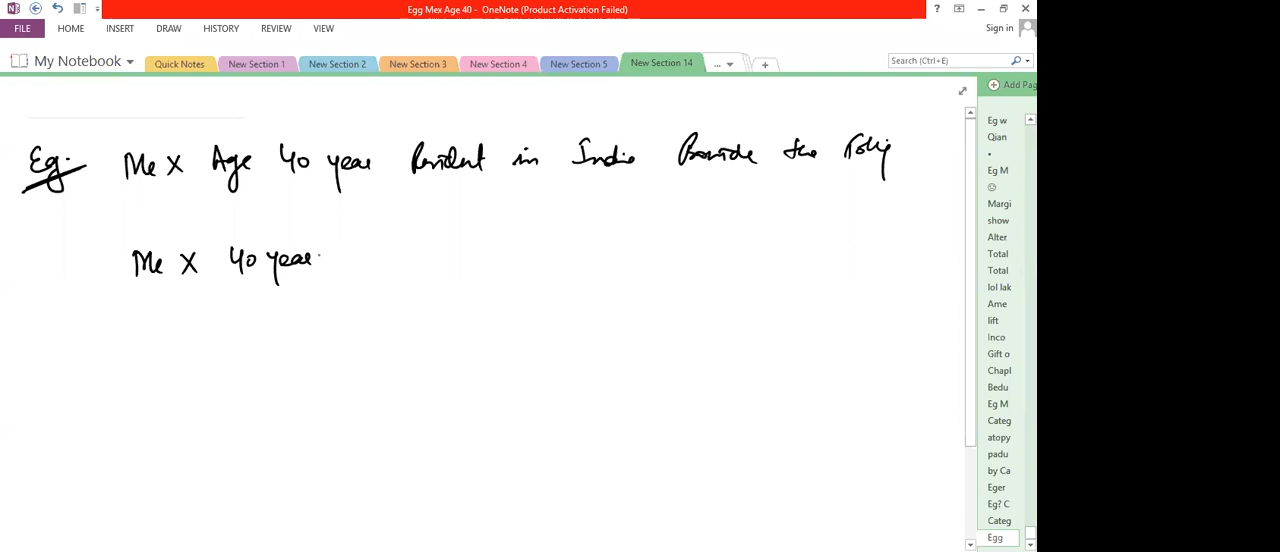 Egg Mex Age 40 - OneNote (Product Activation Failed)
FILE HOME INSERT DRAW HISTORY REVIEW VIEW
Sign in
My Notebook Quick Notes New Section 1 New Section 2 New Section 3 New Section 4 New Section 5 New Section 14 ... + Search (Ctrl+E)
Add Pag
Eg: Mr X Age 40 year Resident in India Provide the
Mr X 40 year
Eg w
Qian
•
Eg M
☹
Margi
show
Alter
Total
Total
lol lak
Ame
lift
Inco
Gift o
Chapl
Bedu
Eg M
Categ
atopy
padu
by Ca
Eger
Eg? C
Categ
Egg